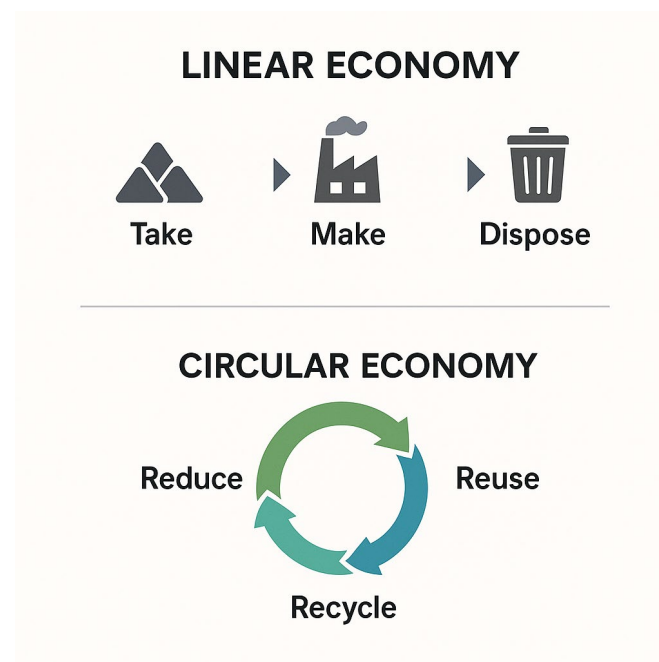 LINEAR ECONOMY
Take Make Dispose
CIRCULAR ECONOMY
Reduce Reuse
Recycle